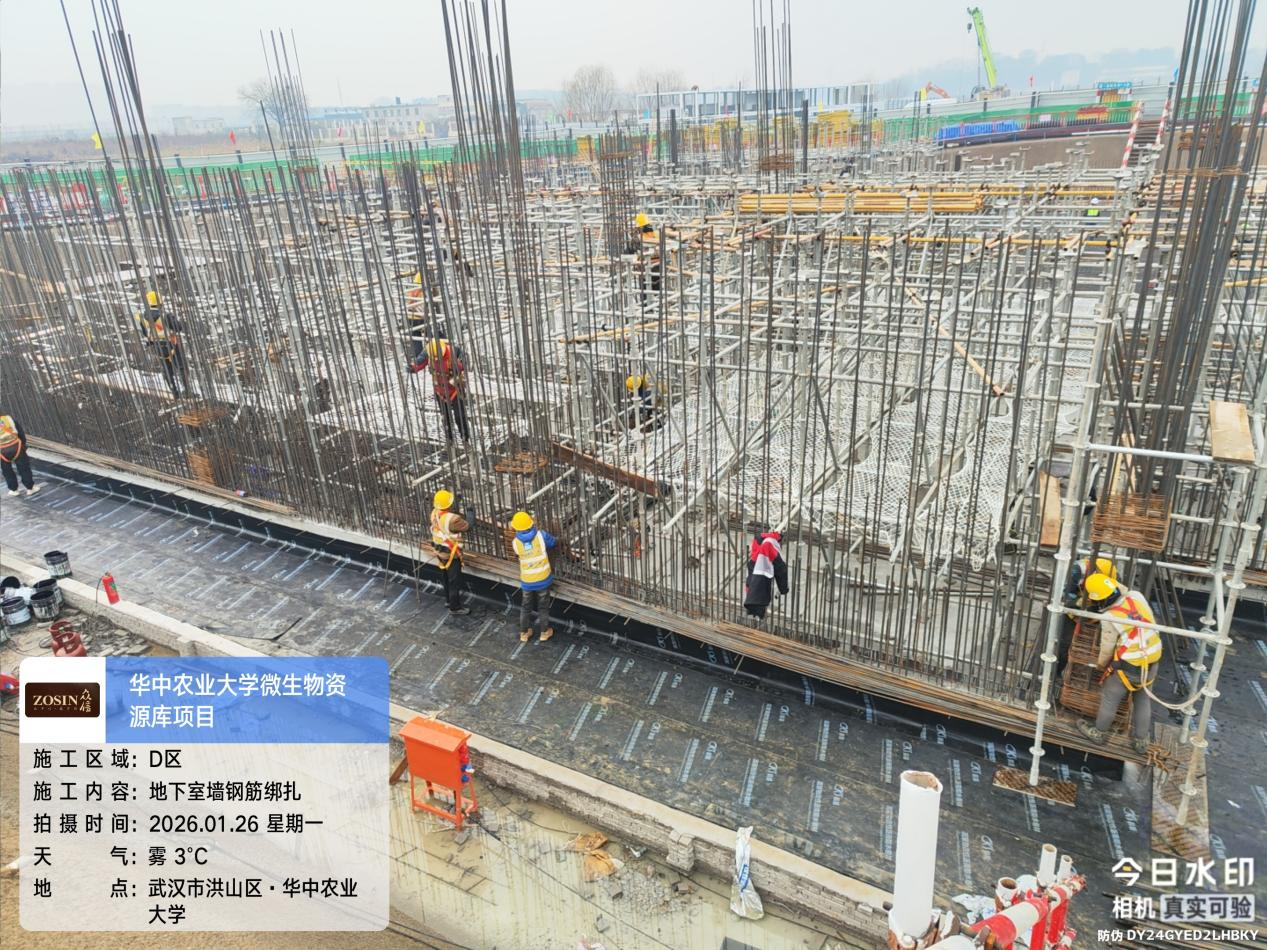 ZOSIN 众信
华中农业大学微生物资
源库项目
施工区域：D区
施工内容：地下室墙钢筋绑扎
拍摄时间：2026.01.26 星期一
天气：雾 3℃
地点：武汉市洪山区·华中农业
大学
今日水印
相机 真实可验
防伪 DY24GYED2LHBKY